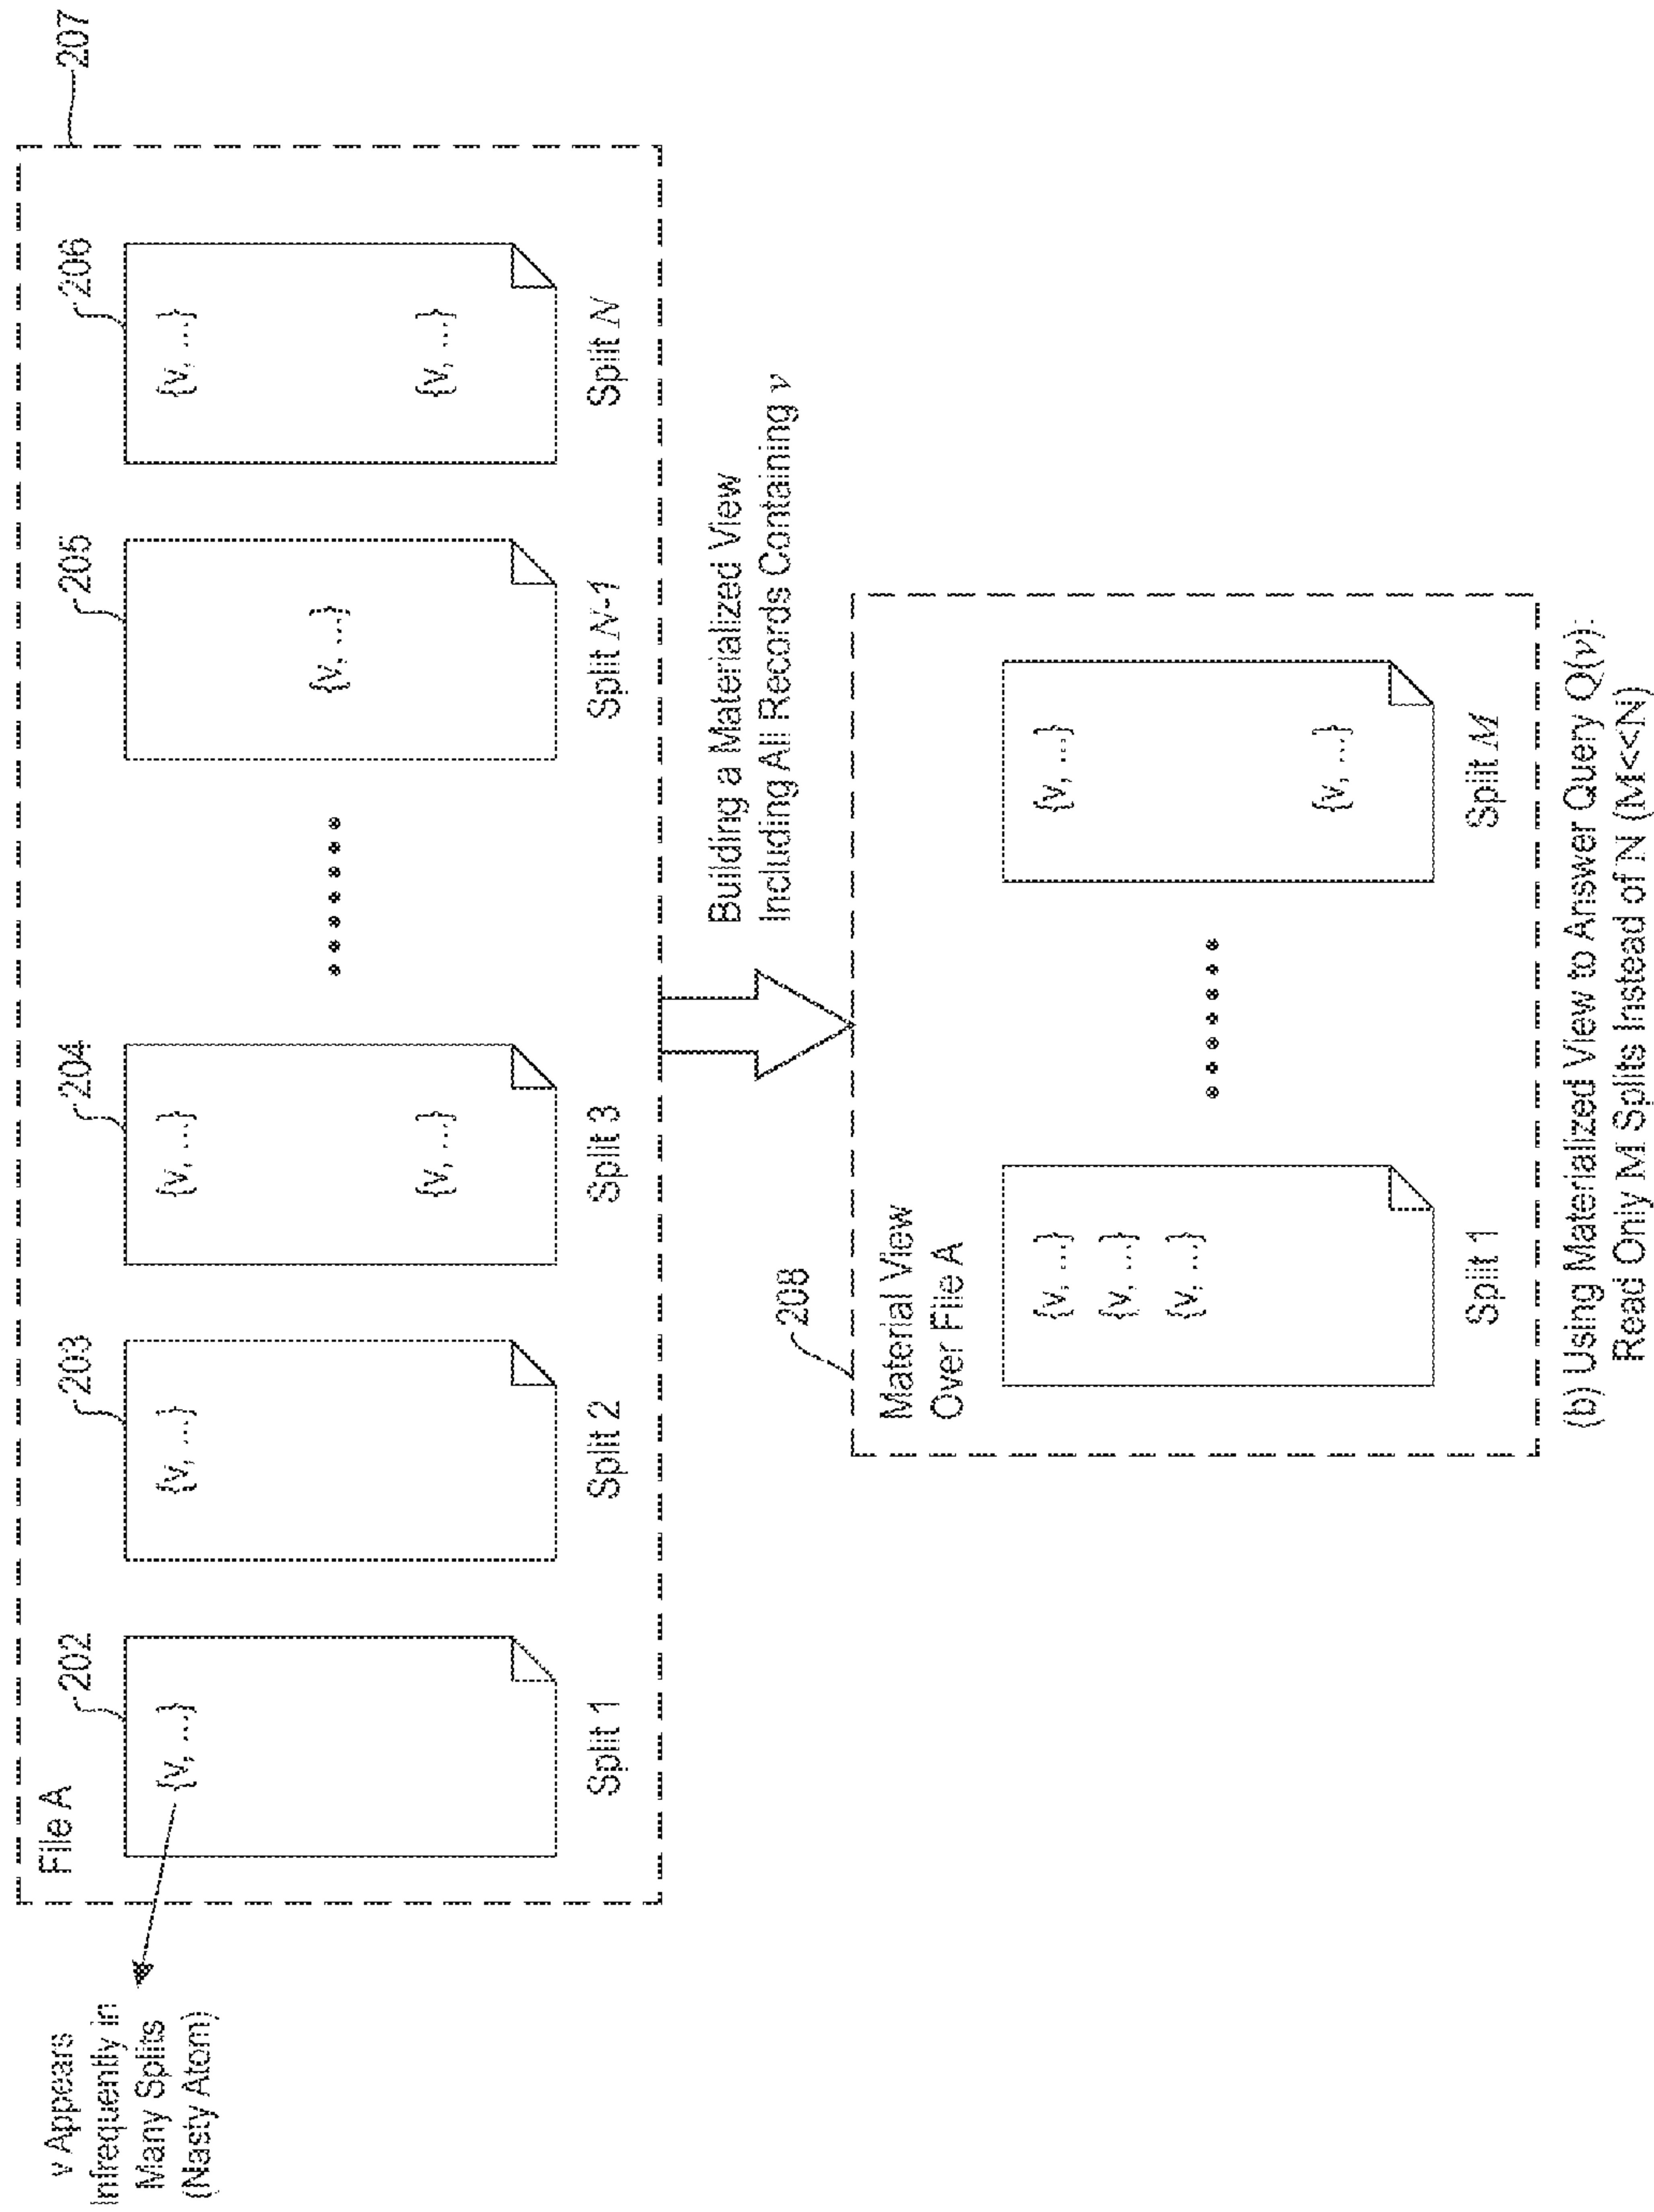 207
File A
202
203
204
205
206
{v, ...}
{v, ...}
{v, ...}
{v, ...}
{v, ...}
{v, ...}
{v, ...}
Split 1
Split 2
Split 3
Split N-1
Split N
v Appears
Infrequently in
Many Splits
(Nasty Atom)
Building a Materialized View
Including All Records Containing v
208
Material View
Over File A
{v, ...}
{v, ...}
{v, ...}
{v, ...}
{v, ...}
Split 1
Split M
(b) Using Materialized View to Answer Query Q(v):
Read Only M Splits Instead of N (M<<N)